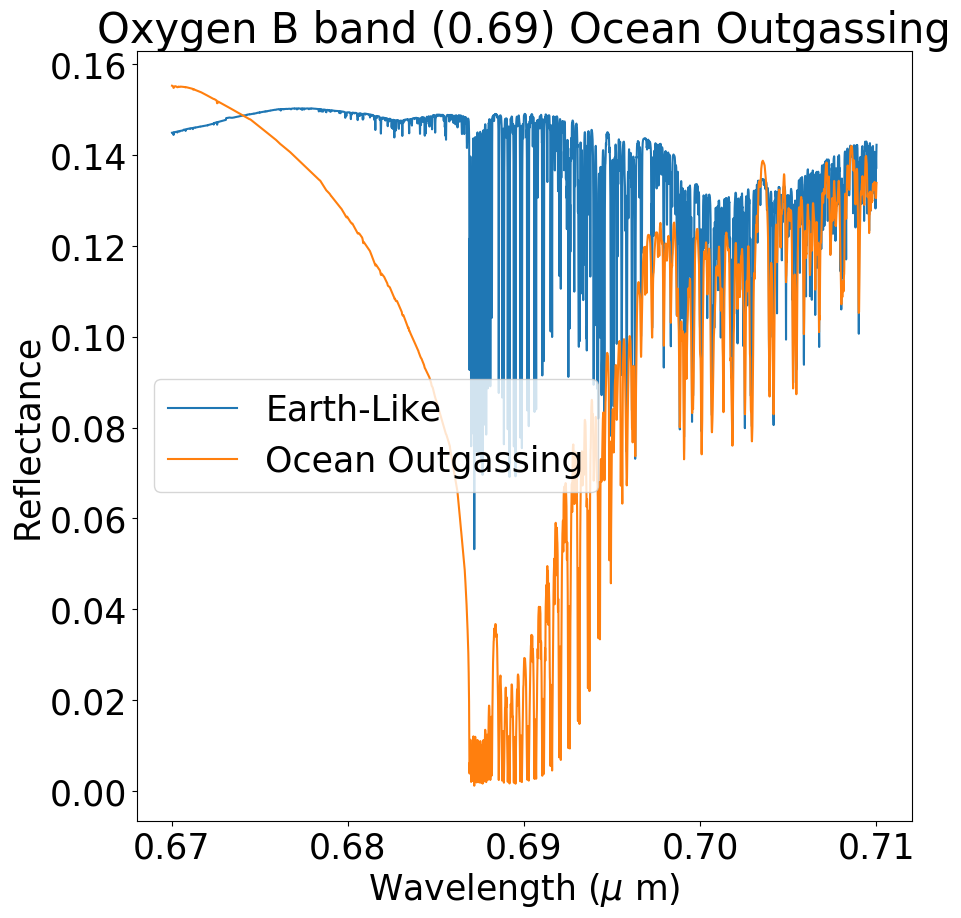 Oxygen B band (0.69) Ocean Outgassing
0.16
0.14
0.12
0.10
0.08
0.06
0.04
0.02
0.00
Reflectance
Earth-Like
Ocean Outgassing
0.67 0.68 0.69 0.70 0.71
Wavelength (μ m)